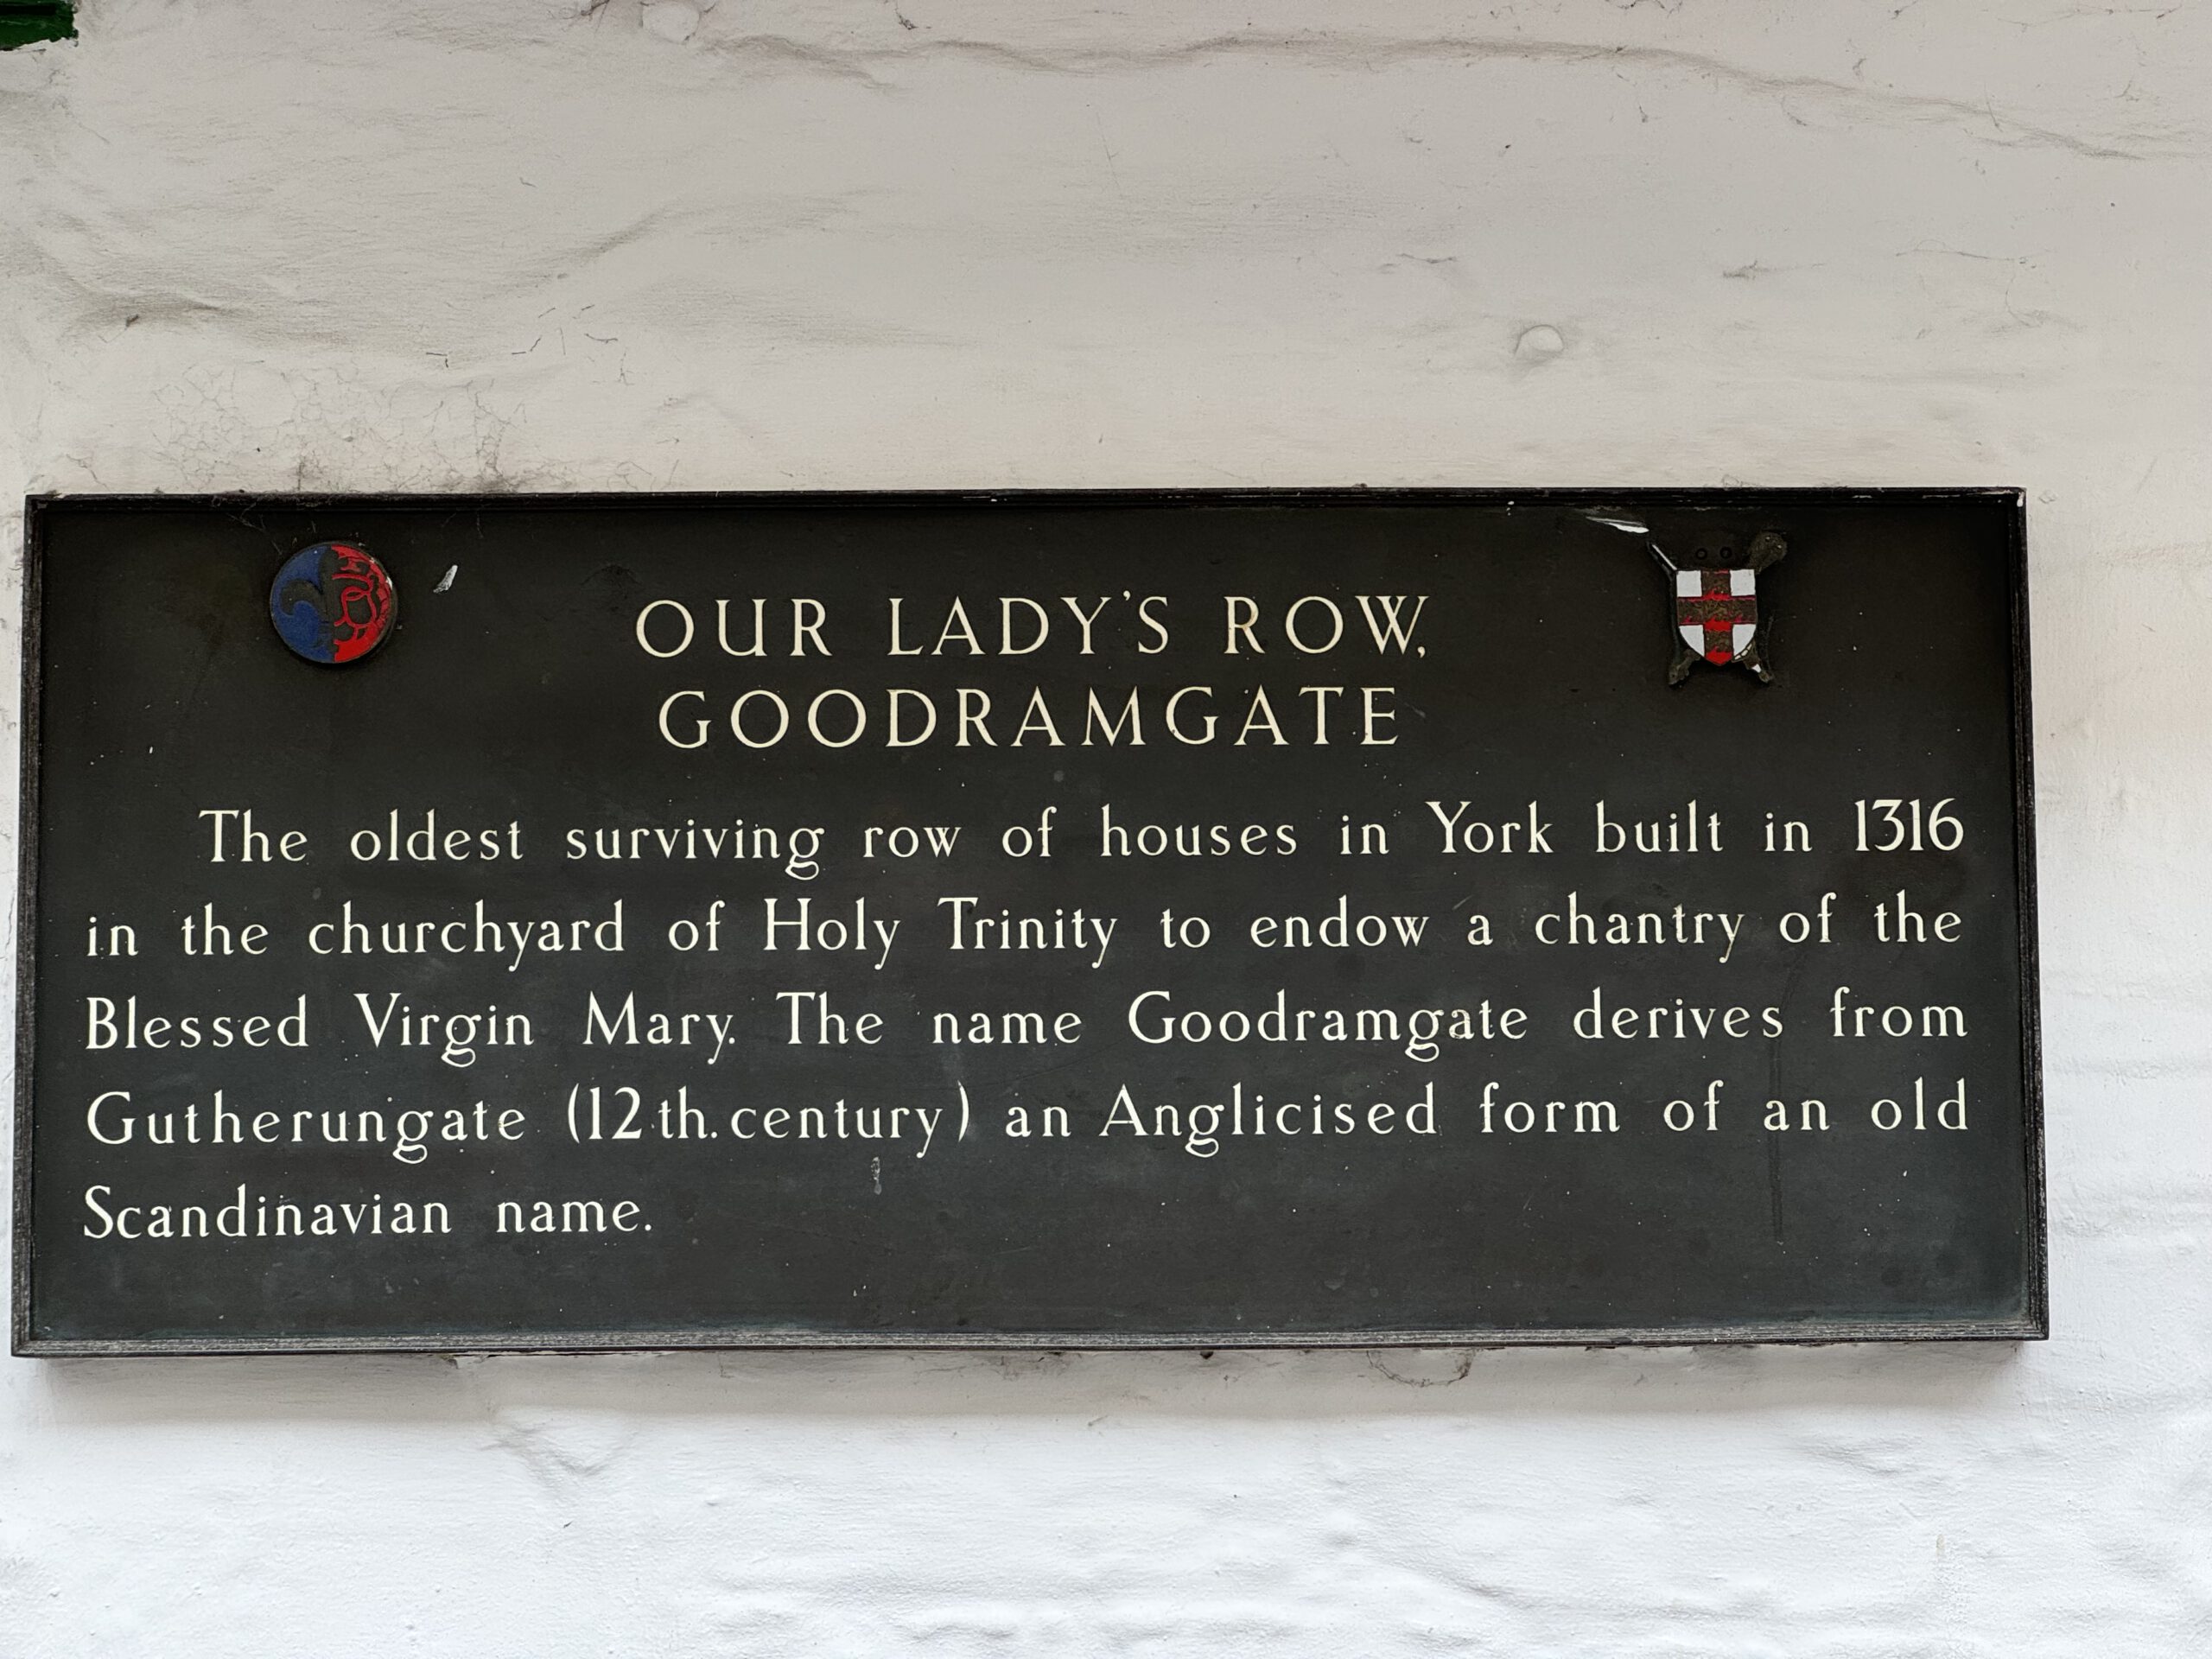 OUR LADY'S ROW,
GOODRAMGATE
The oldest surviving row of houses in York built in 1316
in the churchyard of Holy Trinity to endow a chantry of the
Blessed Virgin Mary. The name Goodramgate derives from
Gutherungate (12th.century) an Anglicised form of an old
Scandinavian name.